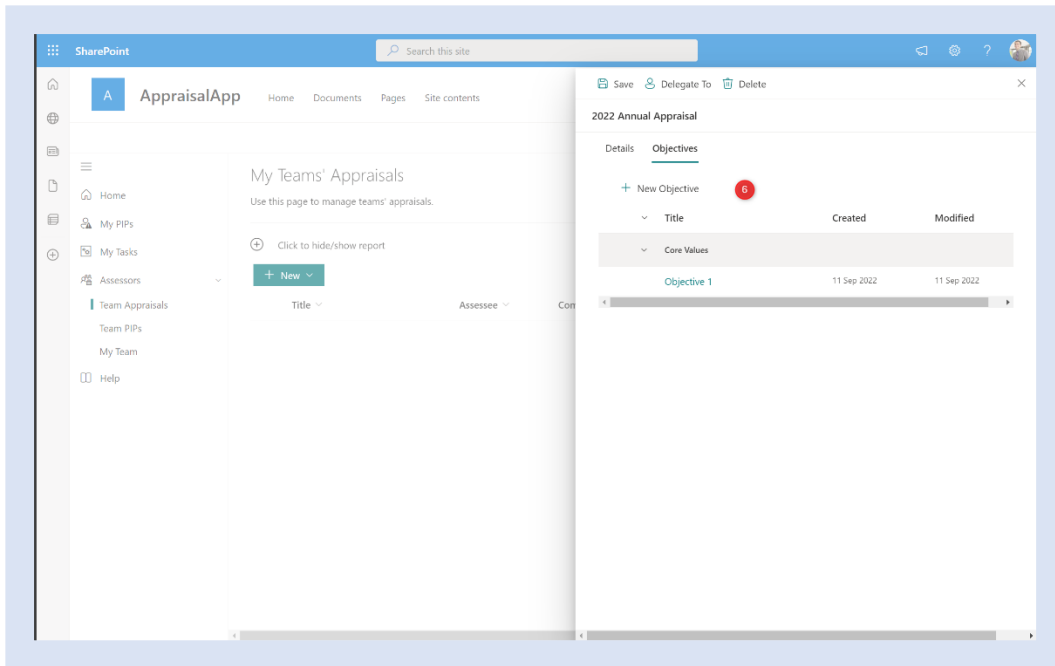 SharePoint
Search this site
?
A
AppraisalApp
Home
Documents
Pages
Site contents
Home
My PIPs
My Tasks
Assessors
Team Appraisals
Team PIPs
My Team
Help
My Teams' Appraisals
Use this page to manage teams' appraisals.
Click to hide/show report
+ New
Title
Assessee
Com
Save
Delegate To
Delete
2022 Annual Appraisal
Details
Objectives
+ New Objective
6
Title
Created
Modified
Core Values
Objective 1
11 Sep 2022
11 Sep 2022